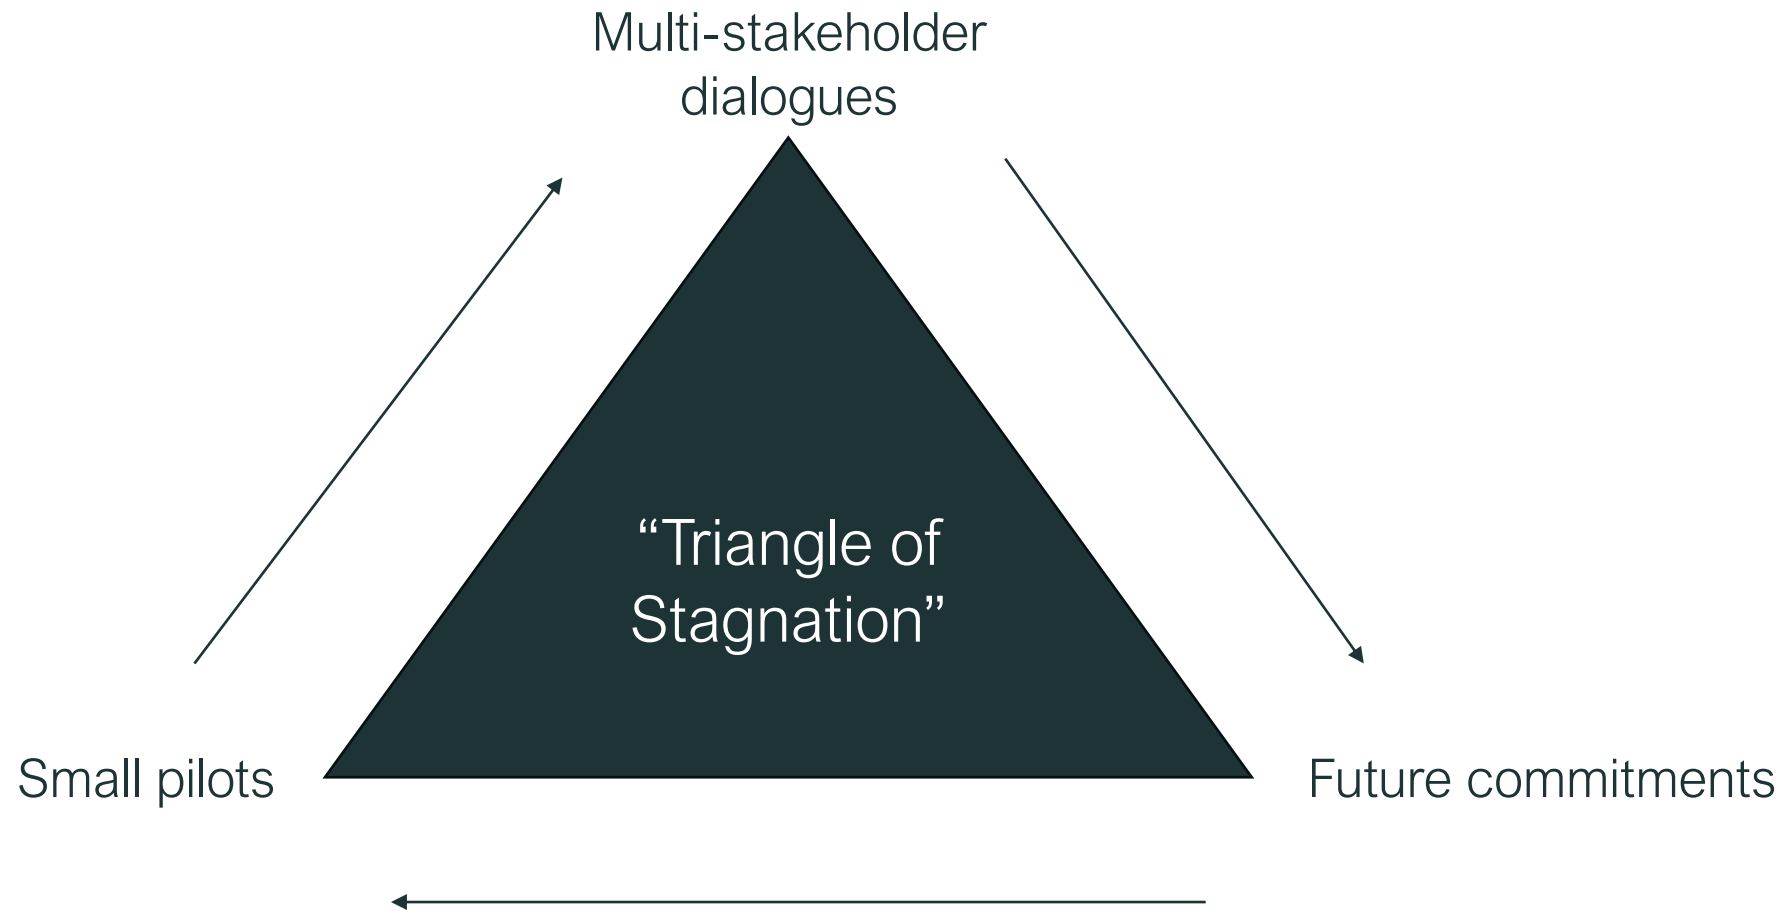 Multi-stakeholder
dialogues
“Triangle of
Stagnation”
Small pilots
Future commitments